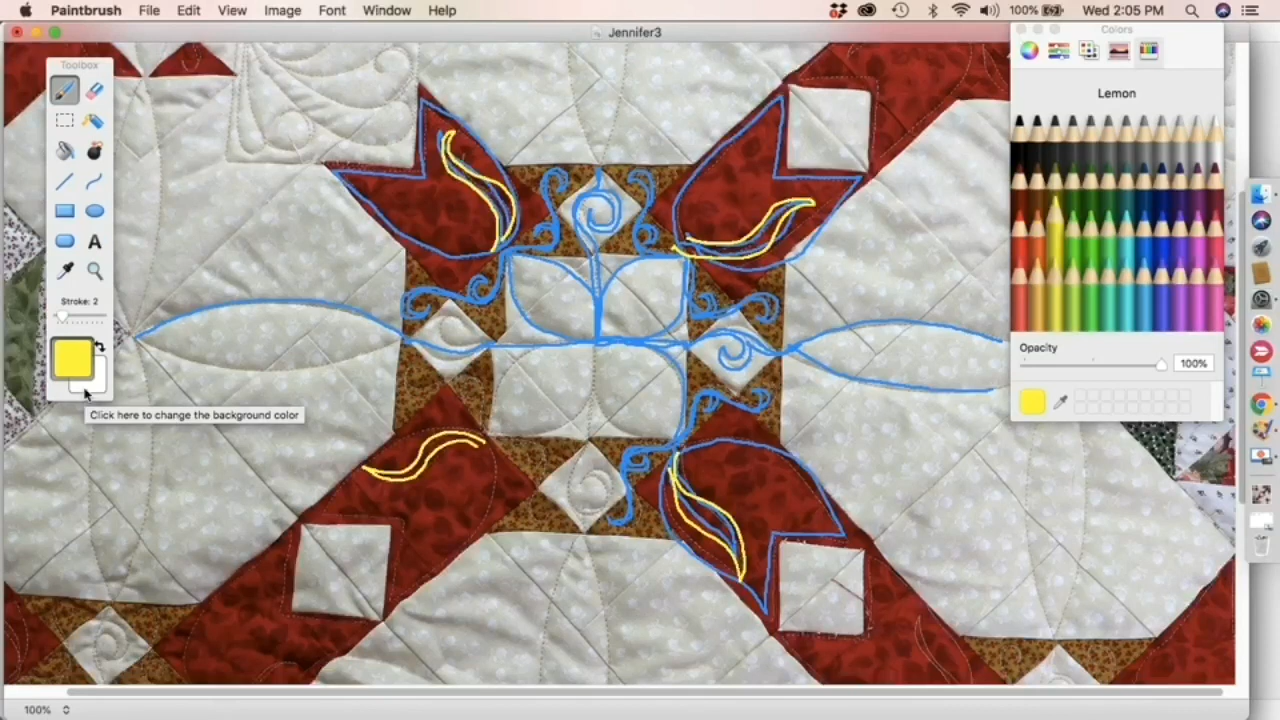 Paintbrush File Edit View Image Font Window Help 100% Wed 2:05 PM
Jennifer3
Colors
Toolbox
Lemon
A
Stroke: 2
Opacity
100%
Click here to change the background color
100%